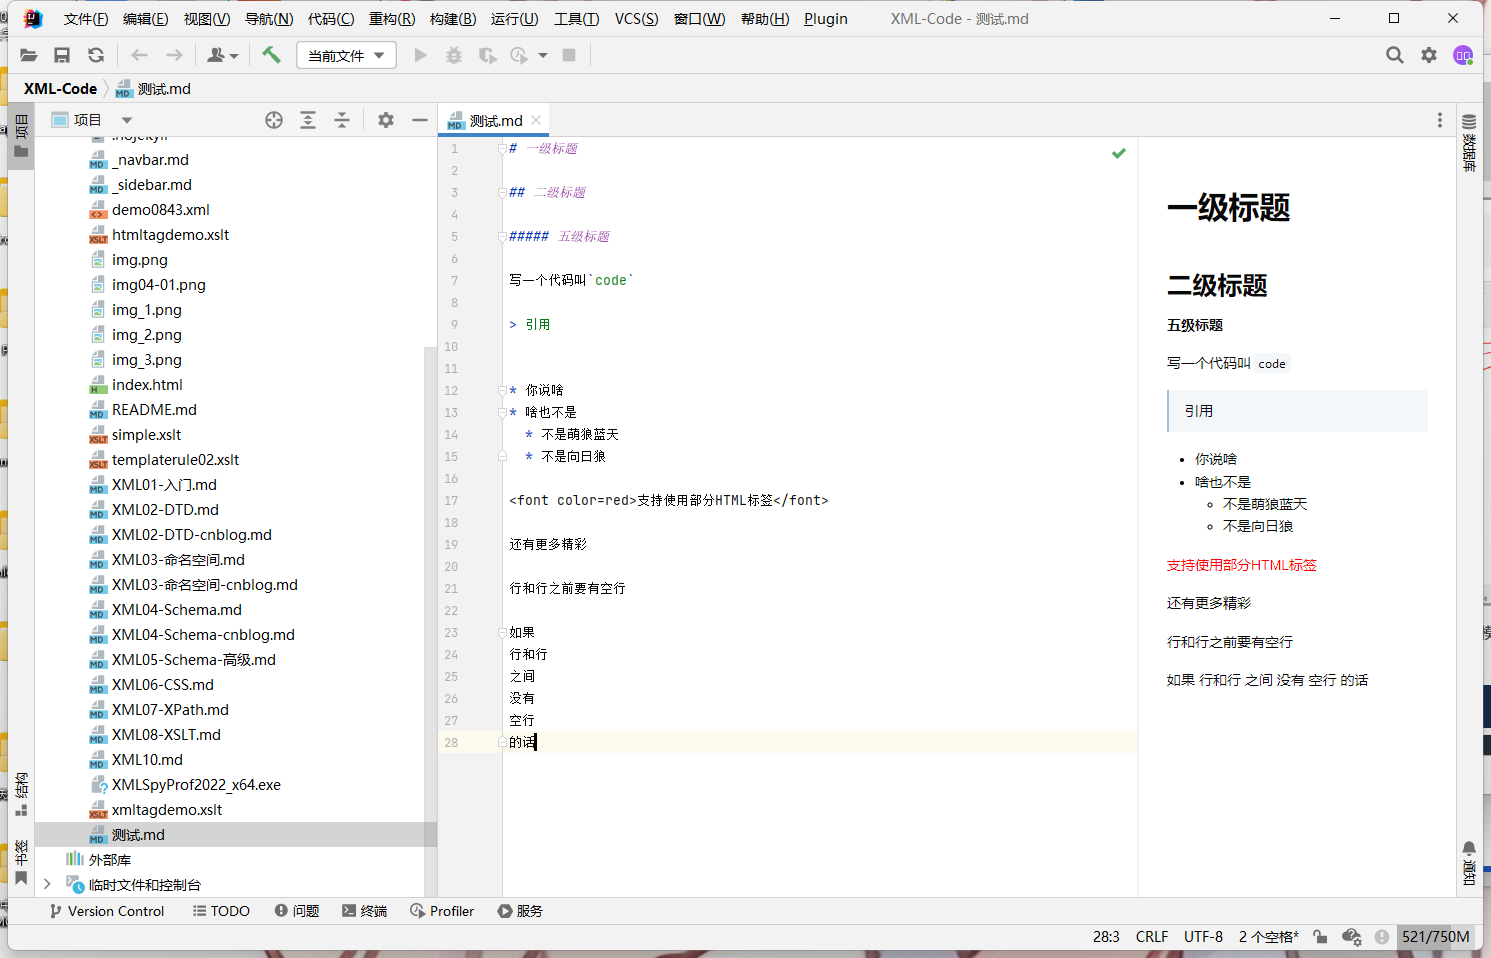 文件(F) 编辑(E) 视图(V) 导航(N) 代码(C) 重构(R) 构建(B) 运行(U) 工具(T) VCS(S) 窗口(W) 帮助(H) Plugin XML-Code - 测试.md
当前文件
XML-Code 测试.md
项目
项目
测试.md
数据库
.nojekyll
_navbar.md
_sidebar.md
demo0843.xml
htmltagdemo.xslt
img.png
img04-01.png
img_1.png
img_2.png
img_3.png
index.html
README.md
simple.xslt
templaterule02.xslt
XML01-入门.md
XML02-DTD.md
XML02-DTD-cnblog.md
XML03-命名空间.md
XML03-命名空间-cnblog.md
XML04-Schema.md
XML04-Schema-cnblog.md
XML05-Schema-高级.md
XML06-CSS.md
XML07-XPath.md
XML08-XSLT.md
XML10.md
XMLSpyProf2022_x64.exe
xmltagdemo.xslt
测试.md
外部库
临时文件和控制台
结构
书签
1 # 一级标题
2
3 ## 二级标题
4
5 ##### 五级标题
6
7 写一个代码叫`code`
8
9 > 引用
10
11
12 * 你说啥
13 * 啥也不是
14 * 不是萌狼蓝天
15 * 不是向日狼
16
17 <font color=red>支持使用部分HTML标签</font>
18
19 还有更多精彩
20
21 行和行之前要有空行
22
23 如果
24 行和行
25 之间
26 没有
27 空行
28 的话
一级标题
二级标题
五级标题
写一个代码叫 code
引用
• 你说啥
• 啥也不是
◦ 不是萌狼蓝天
◦ 不是向日狼
支持使用部分HTML标签
还有更多精彩
行和行之前要有空行
如果 行和行 之间 没有 空行 的话
通知
Version Control TODO 问题 终端 Profiler 服务
28:3 CRLF UTF-8 2 个空格* 521/750M